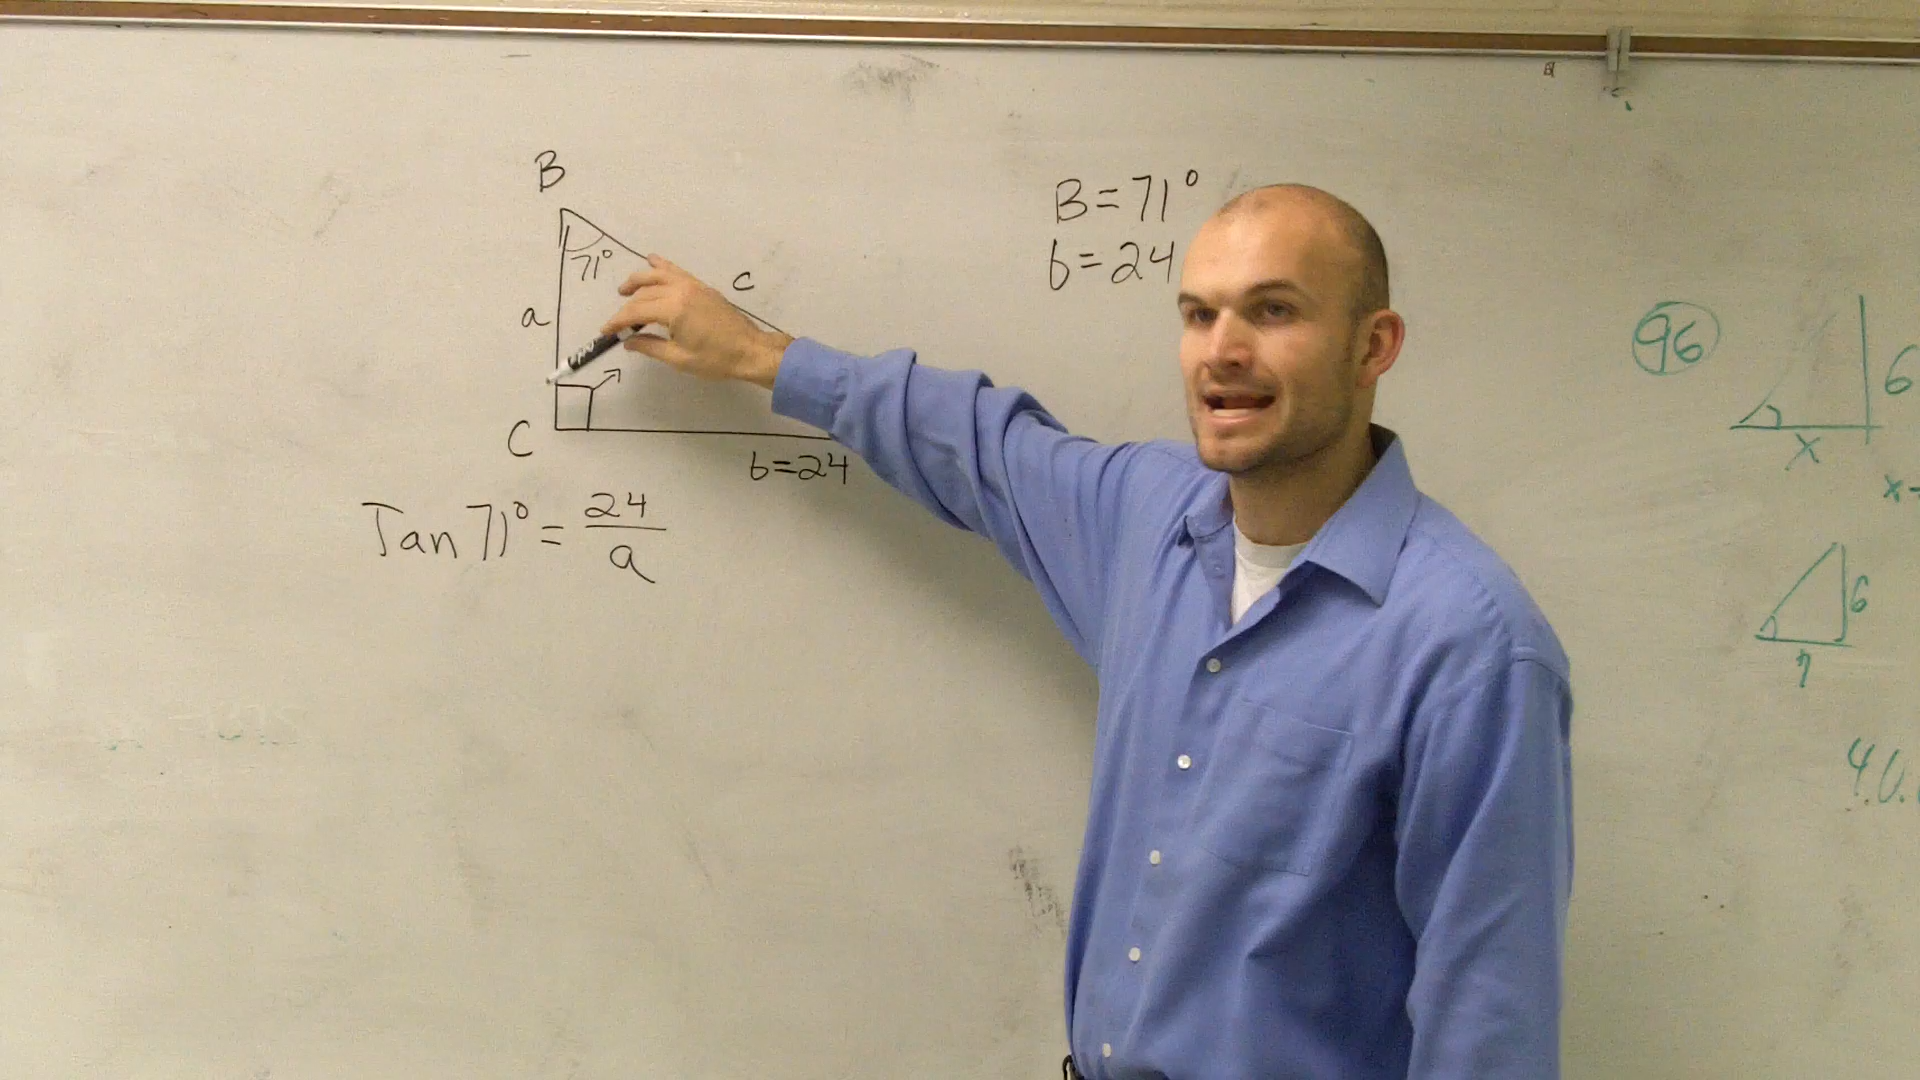 B
71°
a
c
C
b=24
Tan 71° = 24/a
B=71°
b=24
96
6
x
x-
6
7
4.0.